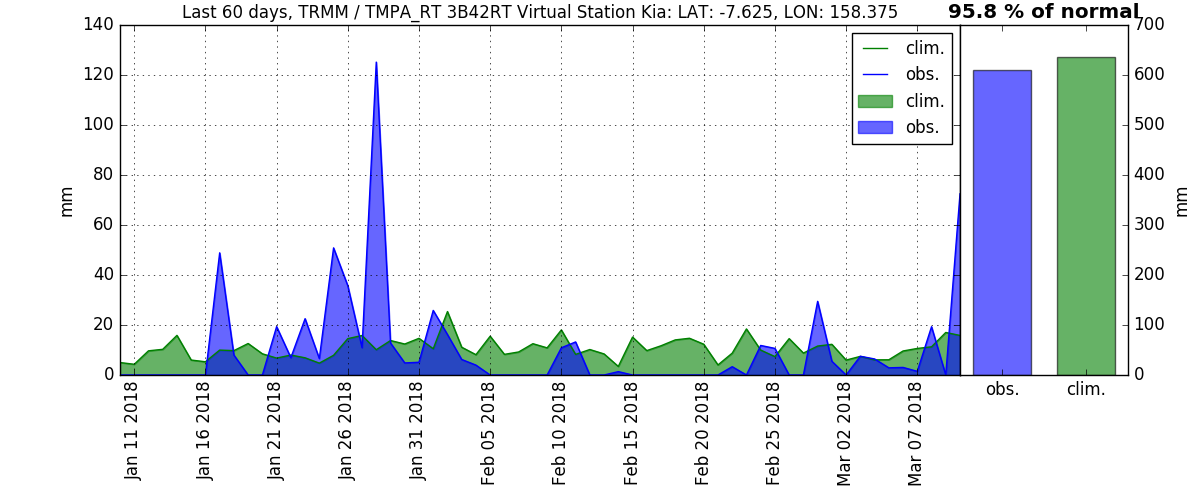 Last 60 days, TRMM / TMPA_RT 3B42RT Virtual Station Kia: LAT: -7.625, LON: 158.375
95.8 % of normal
140
120
100
80
60
40
20
0
mm
clim.
obs.
clim.
obs.
700
600
500
400
300
200
100
0
mm
Jan 11 2018
Jan 16 2018
Jan 21 2018
Jan 26 2018
Jan 31 2018
Feb 05 2018
Feb 10 2018
Feb 15 2018
Feb 20 2018
Feb 25 2018
Mar 02 2018
Mar 07 2018
obs.
clim.